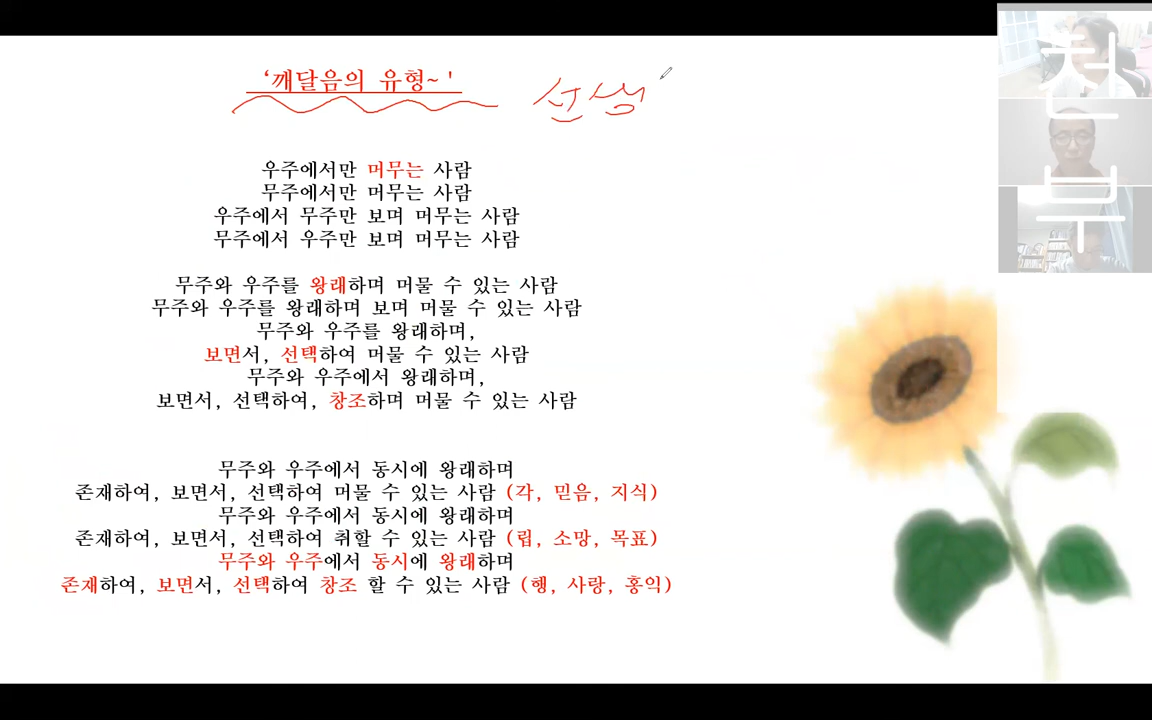 ‘깨달음의 유형~'
선생
우주에서만 머무는 사람
무주에서만 머무는 사람
우주에서 무주만 보며 머무는 사람
무주에서 우주만 보며 머무는 사람
무주와 우주를 왕래하며 머물 수 있는 사람
무주와 우주를 왕래하며 보며 머물 수 있는 사람
무주와 우주를 왕래하며,
보면서, 선택하여 머물 수 있는 사람
무주와 우주에서 왕래하며,
보면서, 선택하여, 창조하며 머물 수 있는 사람
무주와 우주에서 동시에 왕래하며
존재하여, 보면서, 선택하여 머물 수 있는 사람 (각, 믿음, 지식)
무주와 우주에서 동시에 왕래하며
존재하여, 보면서, 선택하여 취할 수 있는 사람 (립, 소망, 목표)
무주와 우주에서 동시에 왕래하며
존재하여, 보면서, 선택하여 창조 할 수 있는 사람 (행, 사랑, 홍익)
천
부